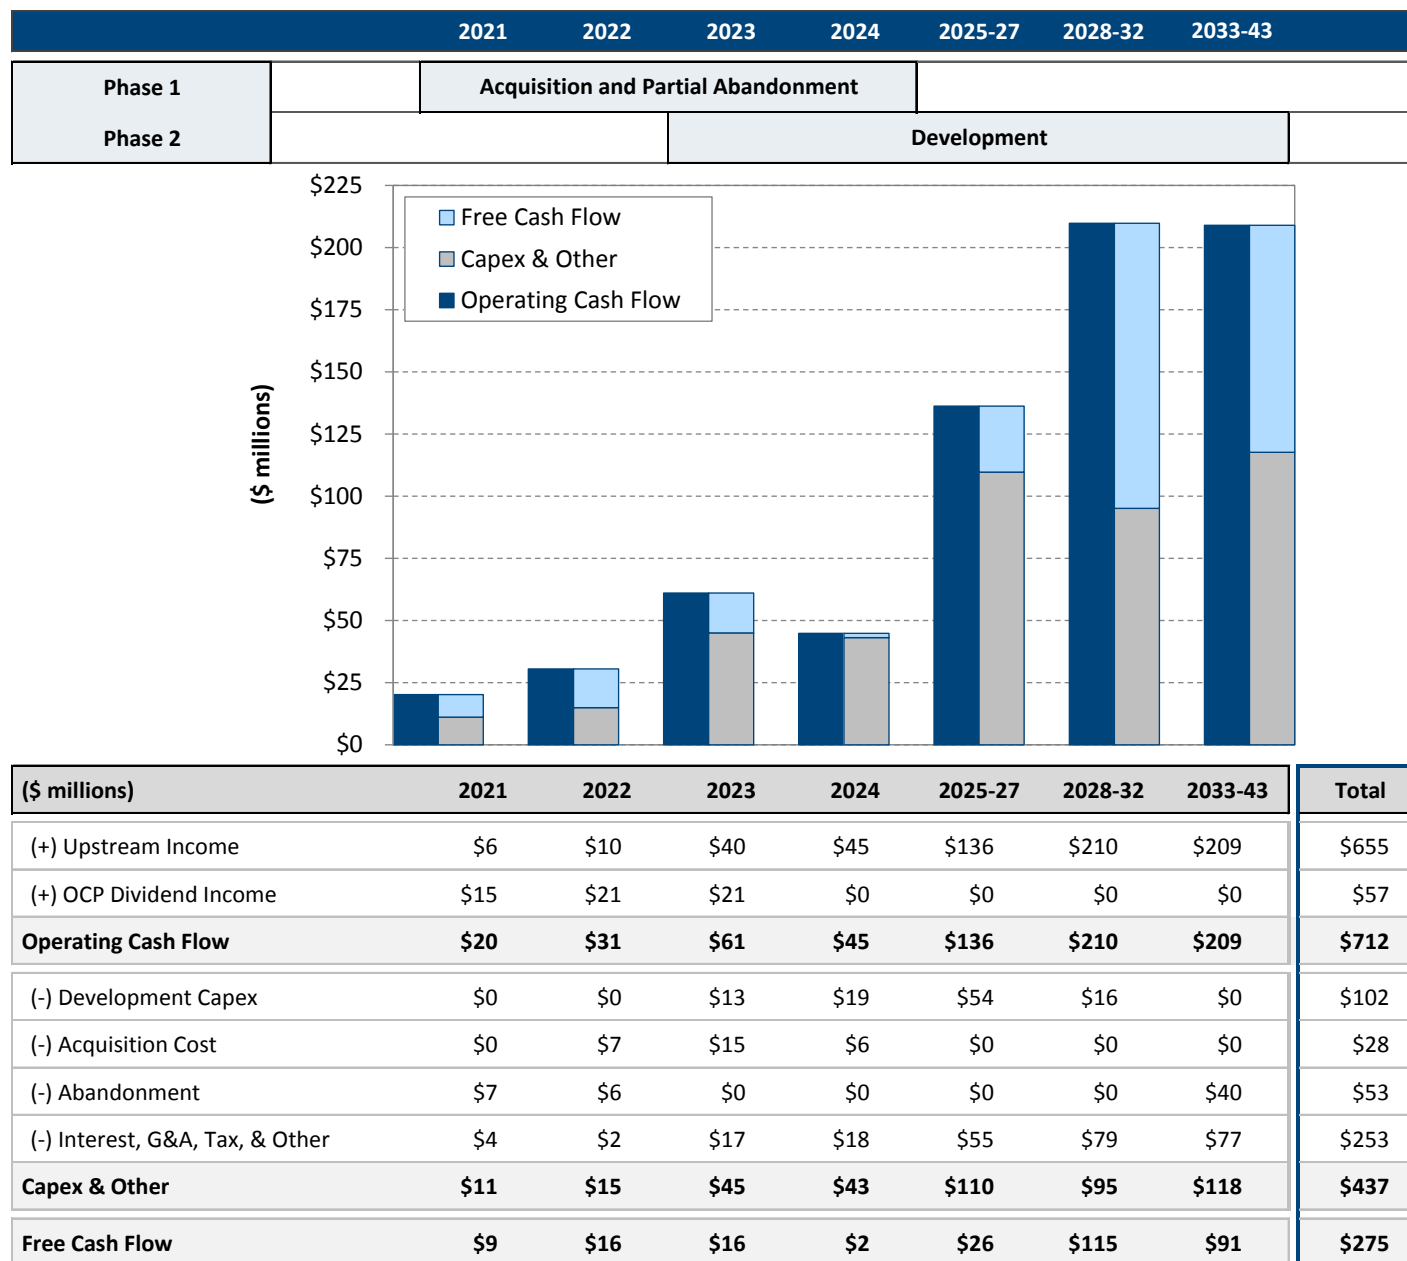 2021 2022 2023 2024 2025-27 2028-32 2033-43
Phase 1 Acquisition and Partial Abandonment
Phase 2 Development
$225
$200
$175
$150
$125
$100
$75
$50
$25
$0
($ millions)
Free Cash Flow
Capex & Other
Operating Cash Flow
($ millions) 2021 2022 2023 2024 2025-27 2028-32 2033-43 Total
(+) Upstream Income $6 $10 $40 $45 $136 $210 $209 $655
(+) OCP Dividend Income $15 $21 $21 $0 $0 $0 $0 $57
Operating Cash Flow $20 $31 $61 $45 $136 $210 $209 $712
(-) Development Capex $0 $0 $13 $19 $54 $16 $0 $102
(-) Acquisition Cost $0 $7 $15 $6 $0 $0 $0 $28
(-) Abandonment $7 $6 $0 $0 $0 $0 $40 $53
(-) Interest, G&A, Tax, & Other $4 $2 $17 $18 $55 $79 $77 $253
Capex & Other $11 $15 $45 $43 $110 $95 $118 $437
Free Cash Flow $9 $16 $16 $2 $26 $115 $91 $275